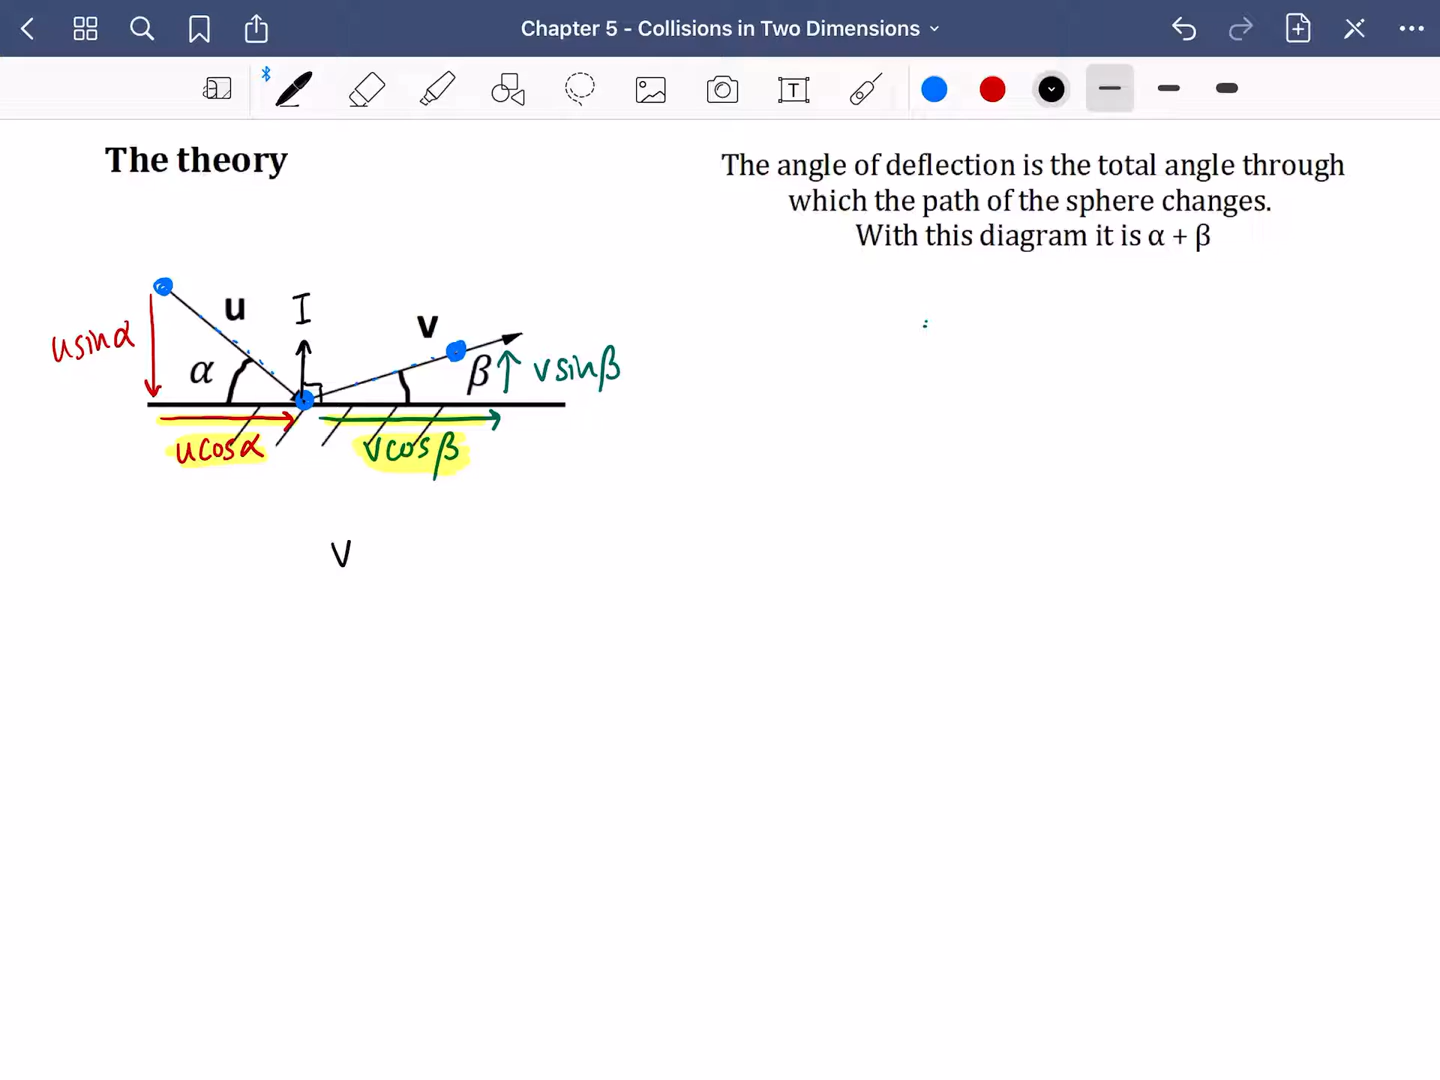 Chapter 5 - Collisions in Two Dimensions
a
T
The theory
The angle of deflection is the total angle through
which the path of the sphere changes.
With this diagram it is α + β
u
I
v
usinα
α
β
vsinβ
ucosα
vcosβ
v